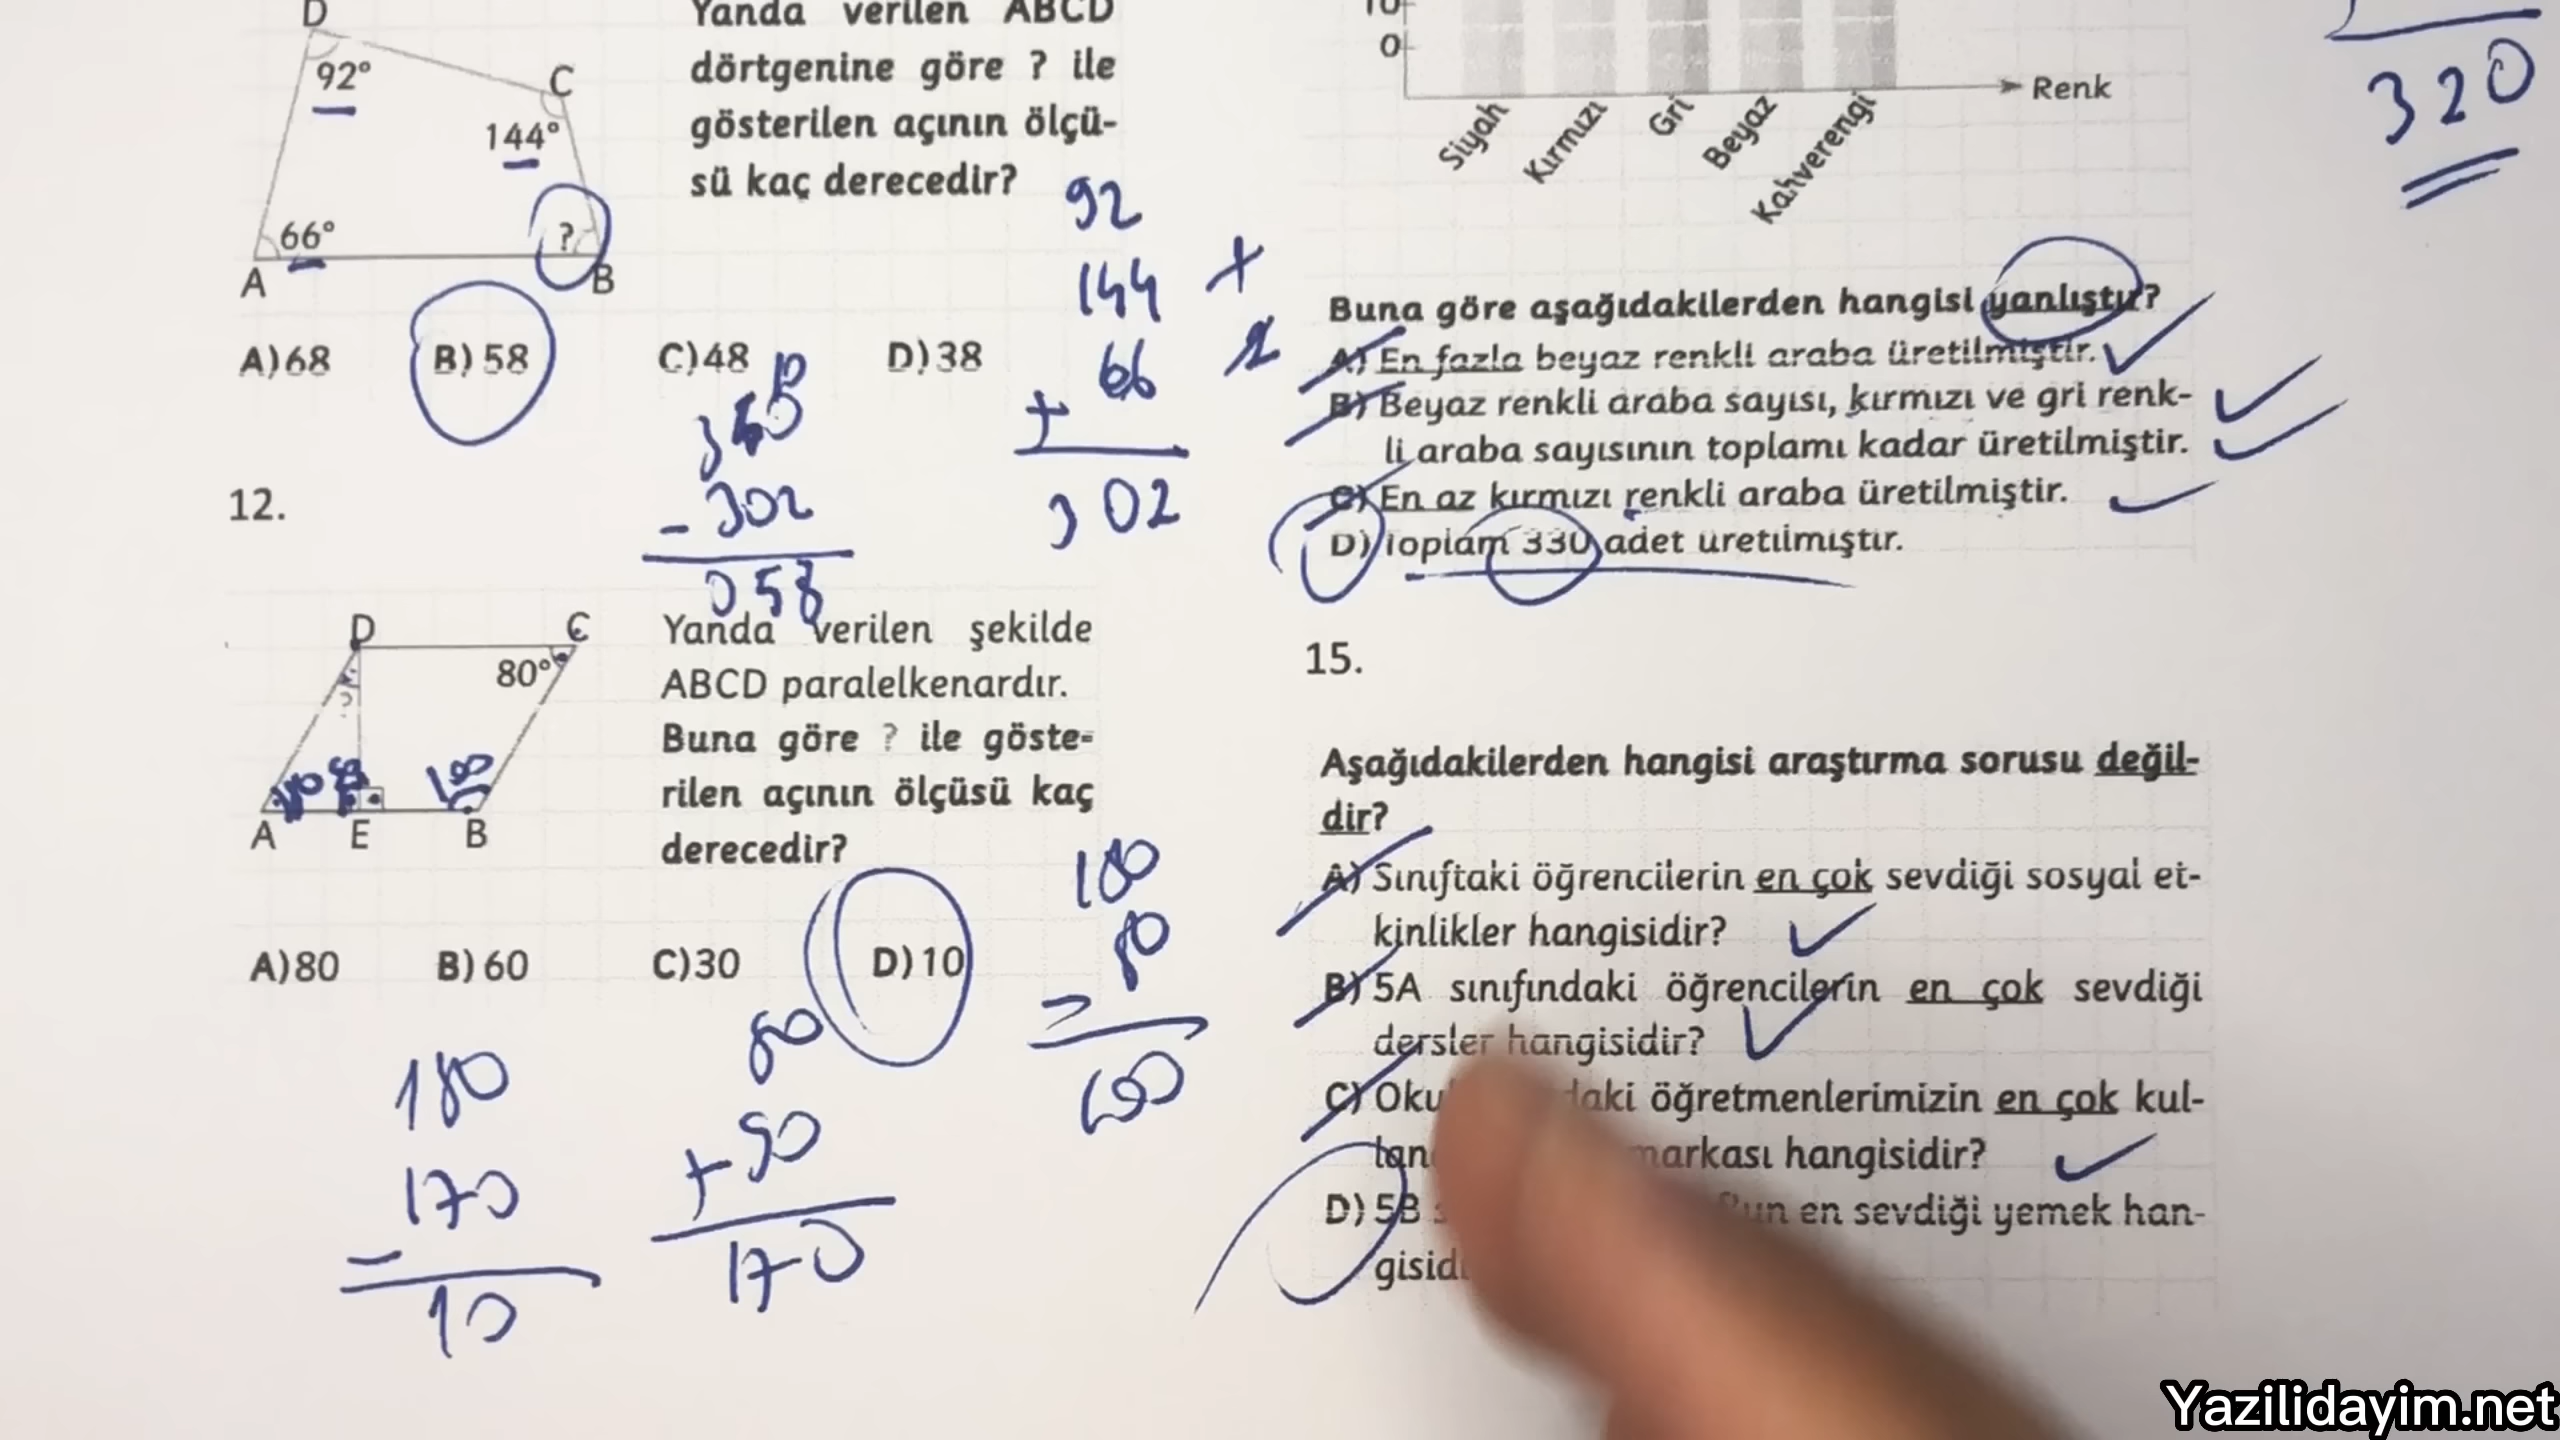 D
92°
C
144°
66°
?
A
B
Yanda verilen ABCD
dörtgenine göre ? ile
gösterilen açının ölçü-
sü kaç derecedir?
A) 68 B) 58 C) 48 D) 38
92
144
+ 66
302
360
- 302
058
12.
D
C
80°
?
100
A
E
B
Yanda verilen şekilde
ABCD paralelkenardır.
Buna göre ? ile göste-
rilen açının ölçüsü kaç
derecedir?
A) 80 B) 60 C) 30 D) 10
180
80
-
100
80
+ 90
170
180
170
-
10
10
0
Siyah
Kırmızı
Gri
Beyaz
Kahverengi
Renk
320
Buna göre aşağıdakilerden hangisi yanlıştır?
A) En fazla beyaz renkli araba üretilmiştir.
B) Beyaz renkli araba sayısı, kırmızı ve gri renk-
li araba sayısının toplamı kadar üretilmiştir.
C) En az kırmızı renkli araba üretilmiştir.
D) Toplam 330 adet üretilmiştir.
15.
Aşağıdakilerden hangisi araştırma sorusu değil-
dir?
A) Sınıftaki öğrencilerin en çok sevdiği sosyal et-
kinlikler hangisidir?
B) 5A sınıfındaki öğrencilerin en çok sevdiği
dersler hangisidir?
C) öğretmenlerimizin en çok kul-
markası hangisidir?
D) 5B en sevdiği yemek han-
Yazilidayim.net